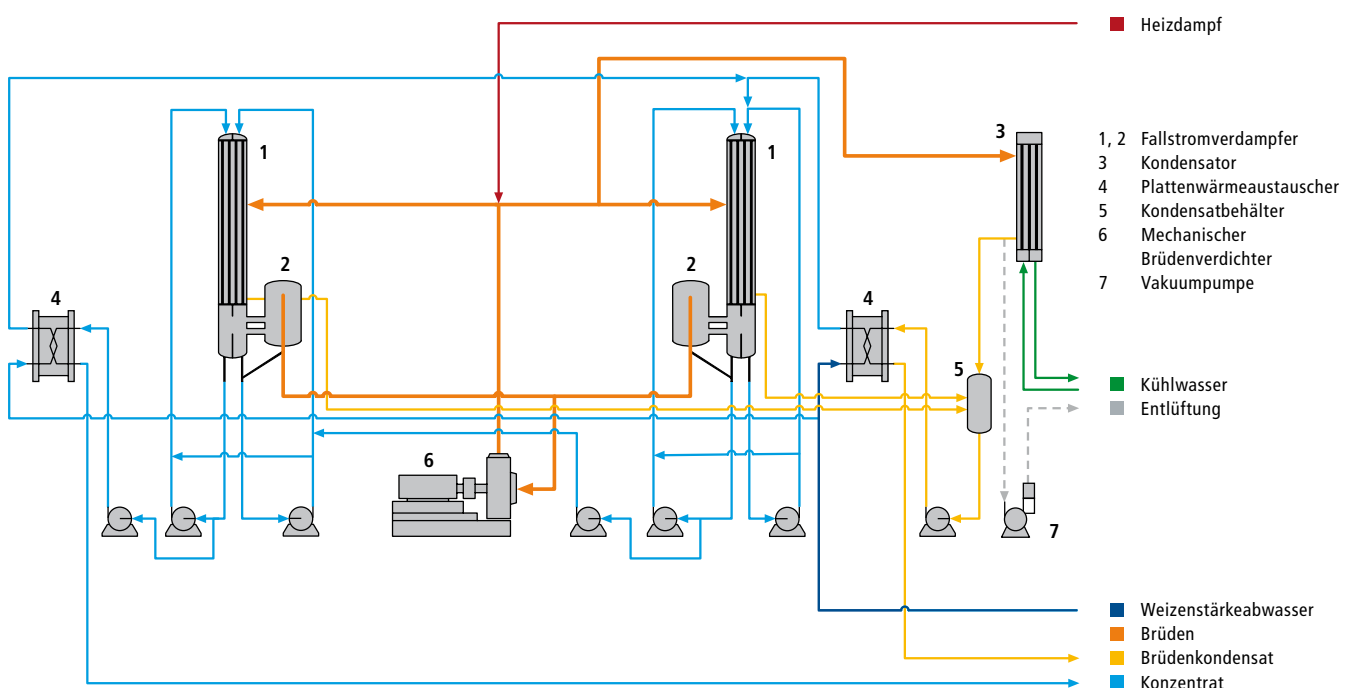 Heizdampf
1
1
3
1, 2 Fallstromverdampfer
3 Kondensator
4 Plattenwärmeaustauscher
5 Kondensatbehälter
6 Mechanischer
Brüdenverdichter
7 Vakuumpumpe
2
2
4
4
5
Kühlwasser
Entlüftung
6
7
Weizenstärkeabwasser
Brüden
Brüdenkondensat
Konzentrat